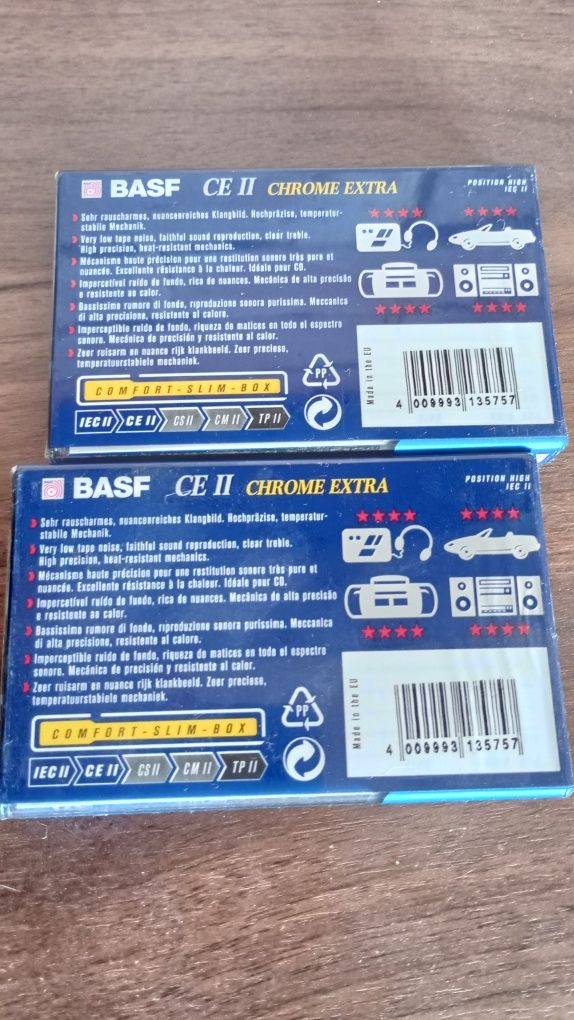 BASF CE II CHROME EXTRA
POSITION HIGH
IEC II
Sehr rauscharmes, nuancenreiches Klangbild. Hochpräzise, temperatur-
stabile Mechanik.
Very low tape noise, faithful sound reproduction, clear treble.
High precision, heat-resistant mechanics.
Mécanisme haute précision pour une restitution sonore très pure et
nuancée. Excellente résistance à la chaleur. Idéale pour CD.
Impercetível ruído de fundo, rica de nuances. Mecânica de alta precisão
e resistente ao calor.
Bassissimo rumore di fondo, riproduzione sonora purissima. Meccanica
di alta precisione, resistente al calore.
Imperceptible ruido de fondo, riqueza de matices en todo el espectro
sonoro. Mecánica de precisión y resistente al calor.
Zeer ruisarm en nuance rijk klankbeeld. Zeer precieso,
temperatuurstabiele mechaniek.
COMFORT-SLIM-BOX
PP
IEC II CE II CS II CM II TP II
Made in the EU
4 009993 135757
BASF CE II CHROME EXTRA
POSITION HIGH
IEC II
Sehr rauscharmes, nuancenreiches Klangbild. Hochpräzise, temperatur-
stabile Mechanik.
Very low tape noise, faithful sound reproduction, clear treble.
High precision, heat-resistant mechanics.
Mécanisme haute précision pour une restitution sonore très pure et
nuancée. Excellente résistance à la chaleur. Idéale pour CD.
Impercetível ruído de fundo, rica de nuances. Mecânica de alta precisão
e resistente ao calor.
Bassissimo rumore di fondo, riproduzione sonora purissima. Meccanica
di alta precisione, resistente al calore.
Imperceptible ruido de fondo, riqueza de matices en todo el espectro
sonoro. Mecánica de precisión y resistente al calor.
Zeer ruisarm en nuance rijk klankbeeld. Zeer precieso,
temperatuurstabiele mechaniek.
COMFORT-SLIM-BOX
PP
IEC II CE II CS II CM II TP II
Made in the EU
4 009993 135757